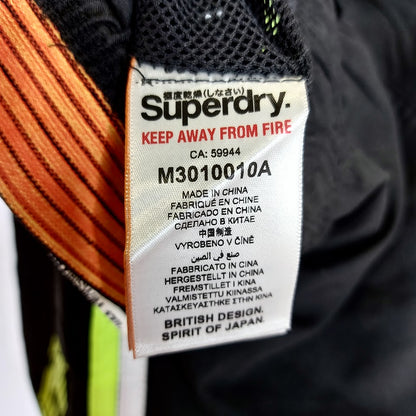 極度乾燥(しなさい)
Superdry.
KEEP AWAY FROM FIRE
CA: 59944
M3010010A
MADE IN CHINA
FABRIQUÉ EN CHINE
FABRICADO EN CHINA
СДЕЛАНО В КИТАЕ
中国制造
VYROBENO V ČÍNĚ
صنع في الصين
FABBRICATO IN CINA
HERGESTELLT IN CHINA
FREMSTILLET I KINA
VALMISTETTU KIINASSA
ΚΑΤΑΣΚΕΥΑΣΤΗΚΕ ΣΤΗΝ ΚΙΝΑ
BRITISH DESIGN.
SPIRIT OF JAPAN.